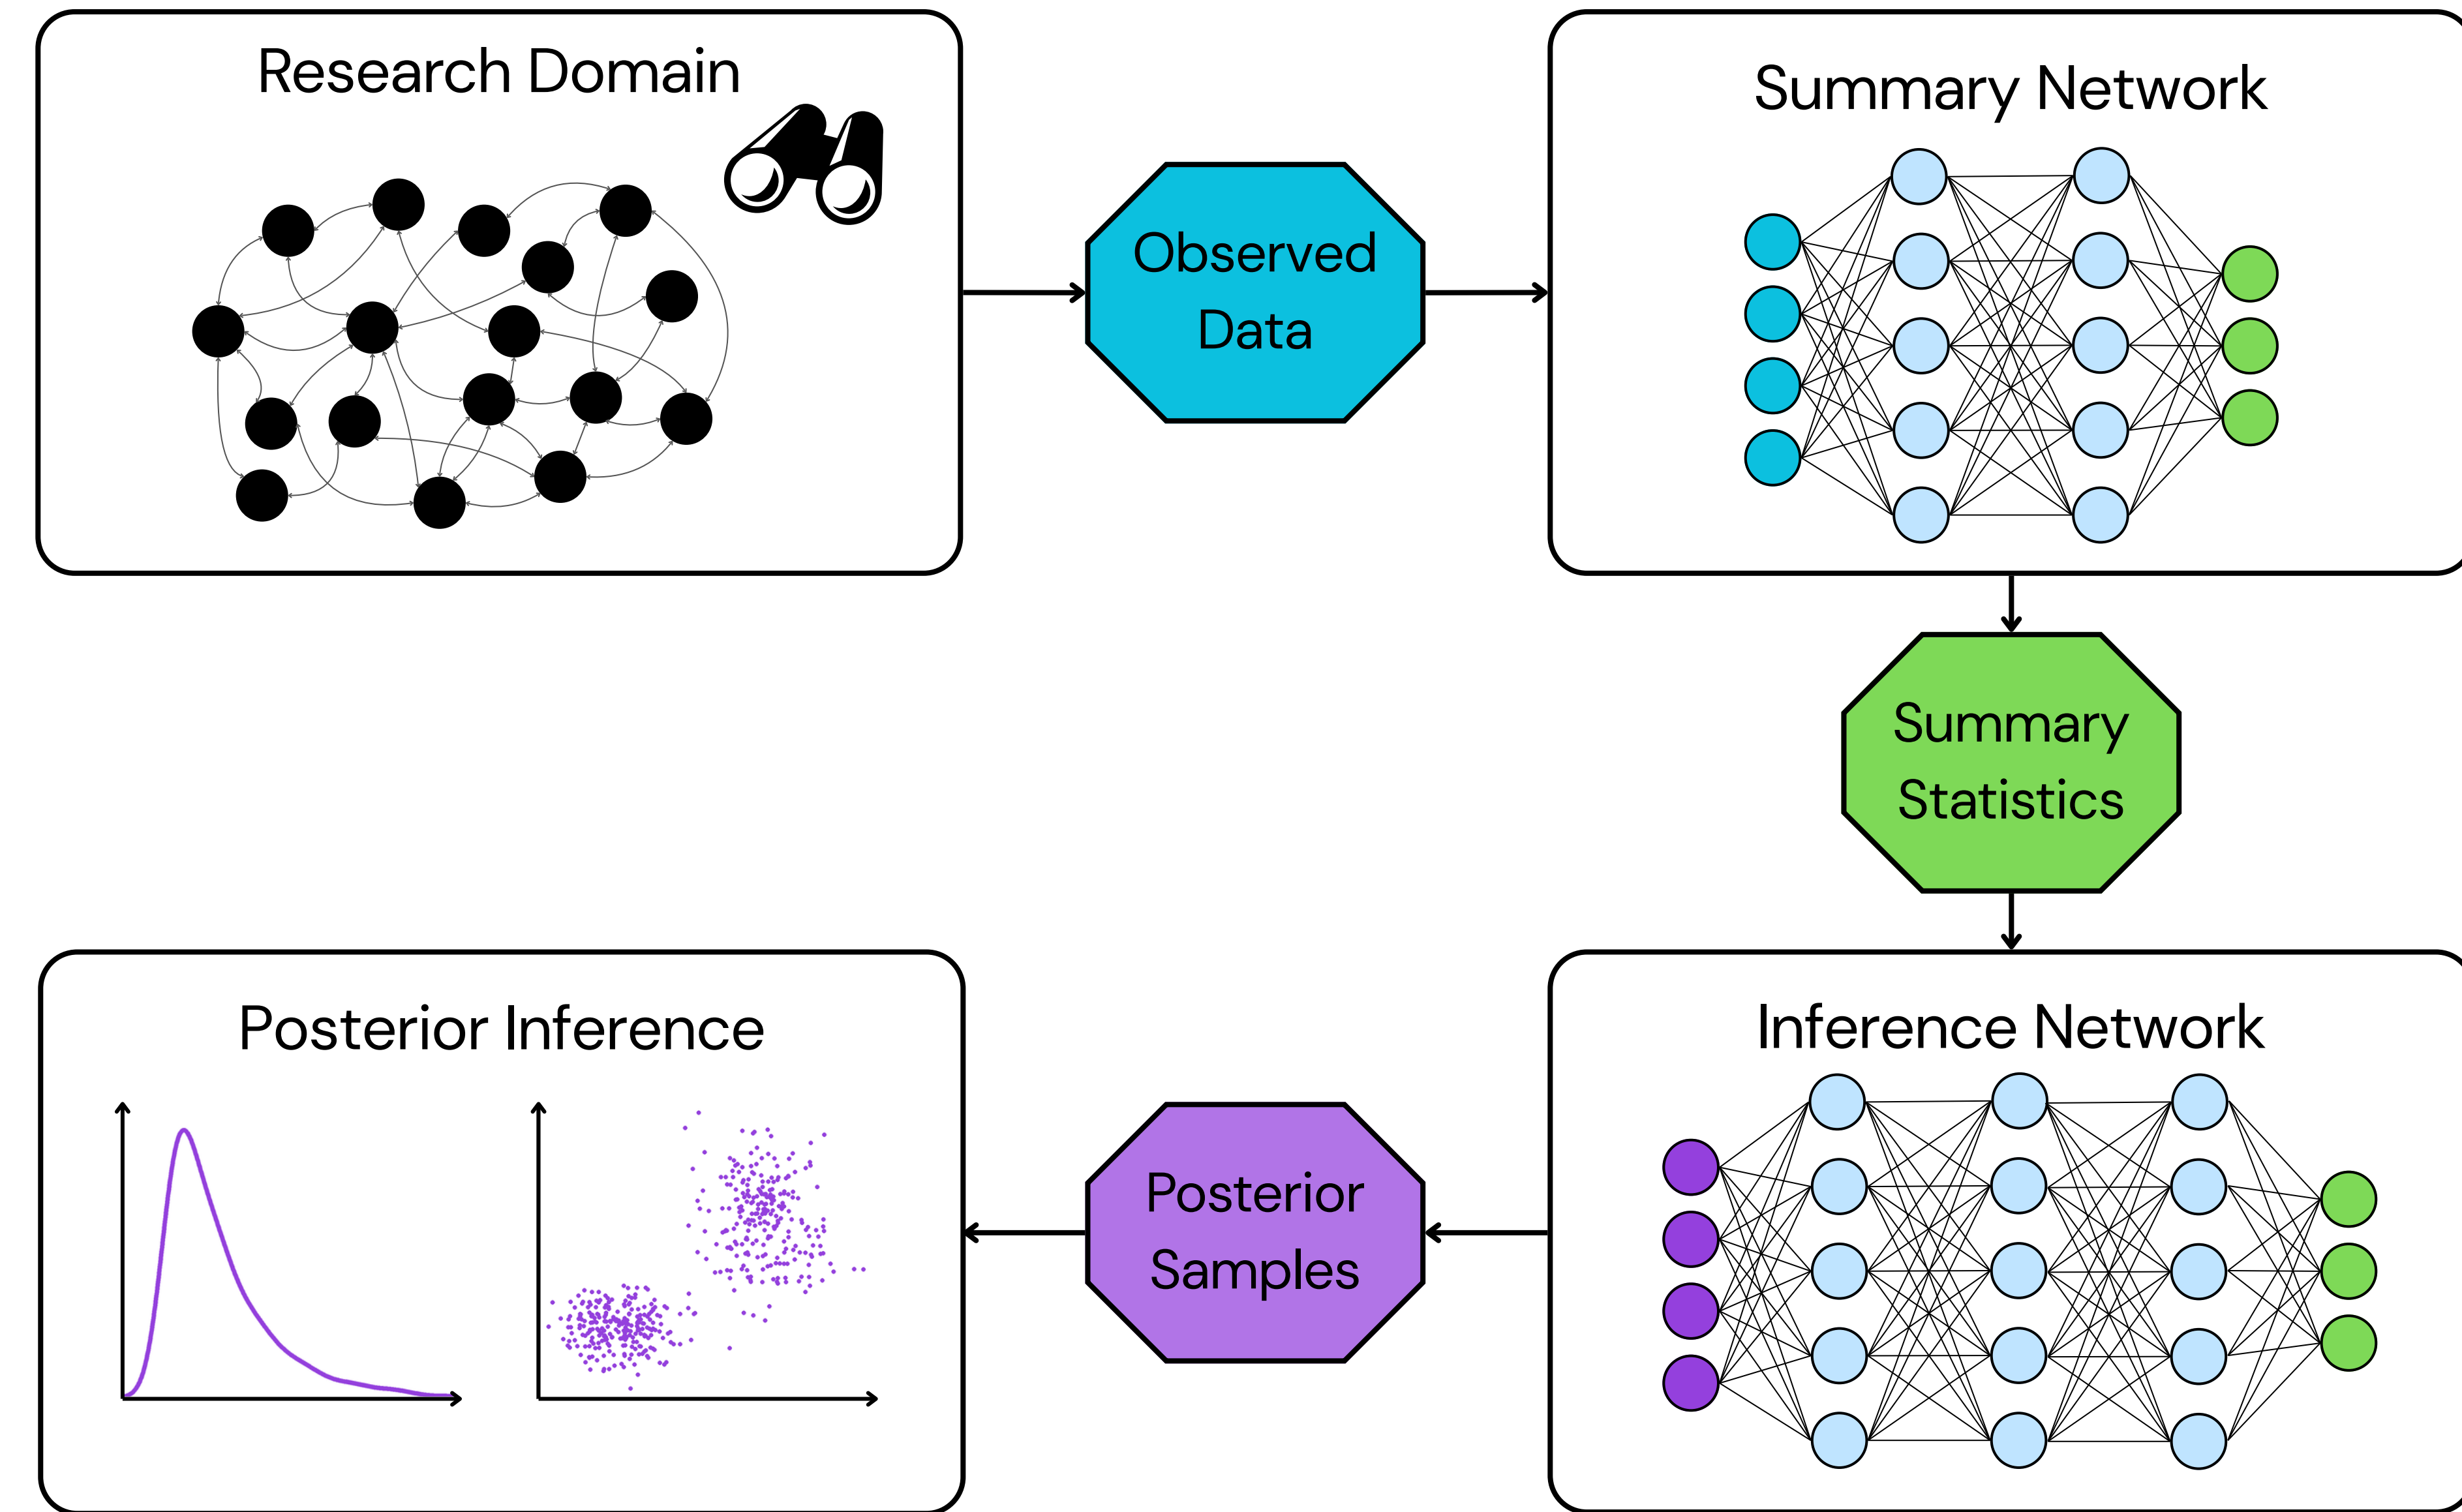 Research Domain
Observed
Data
Summary Network
Summary
Statistics
Inference Network
Posterior
Samples
Posterior Inference